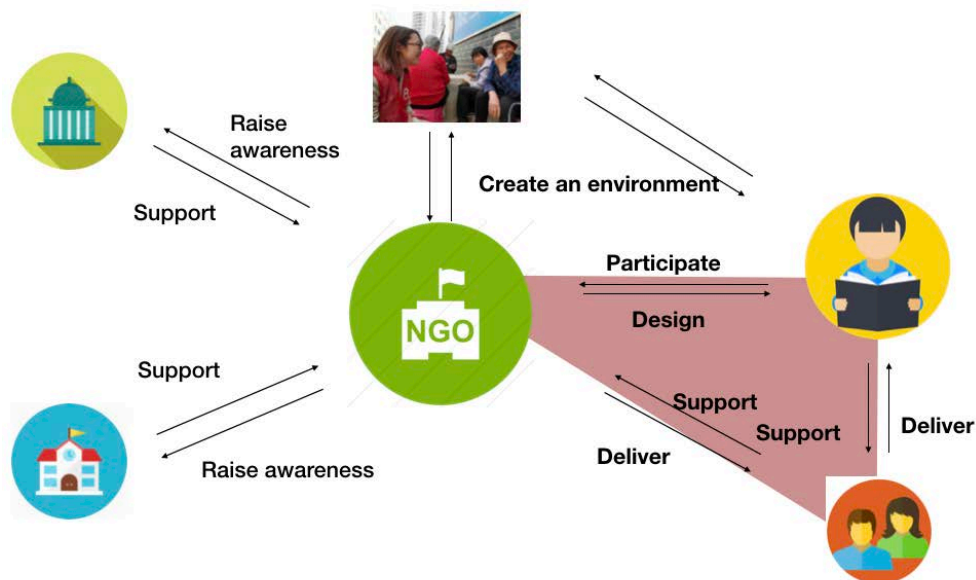 Raise
awareness
Support
Create an environment
NGO
Participate
Design
Support
Raise awareness
Support
Support
Deliver
Deliver